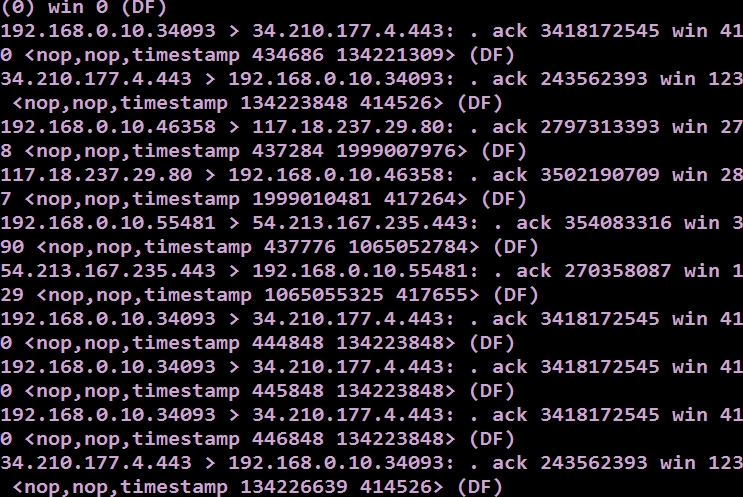 (0) win 0 (DF)
192.168.0.10.34093 > 34.210.177.4.443: . ack 3418172545 win 41
0 <nop,nop,timestamp 434686 134221309> (DF)
34.210.177.4.443 > 192.168.0.10.34093: . ack 243562393 win 123
 <nop,nop,timestamp 134223848 414526> (DF)
192.168.0.10.46358 > 117.18.237.29.80: . ack 2797313393 win 27
8 <nop,nop,timestamp 437284 1999007976> (DF)
117.18.237.29.80 > 192.168.0.10.46358: . ack 3502190709 win 28
7 <nop,nop,timestamp 1999010481 417264> (DF)
192.168.0.10.55481 > 54.213.167.235.443: . ack 354083316 win 3
90 <nop,nop,timestamp 437776 1065052784> (DF)
54.213.167.235.443 > 192.168.0.10.55481: . ack 270358087 win 1
29 <nop,nop,timestamp 1065055325 417655> (DF)
192.168.0.10.34093 > 34.210.177.4.443: . ack 3418172545 win 41
0 <nop,nop,timestamp 444848 134223848> (DF)
192.168.0.10.34093 > 34.210.177.4.443: . ack 3418172545 win 41
0 <nop,nop,timestamp 445848 134223848> (DF)
192.168.0.10.34093 > 34.210.177.4.443: . ack 3418172545 win 41
0 <nop,nop,timestamp 446848 134223848> (DF)
34.210.177.4.443 > 192.168.0.10.34093: . ack 243562393 win 123
 <nop,nop,timestamp 134226639 414526> (DF)